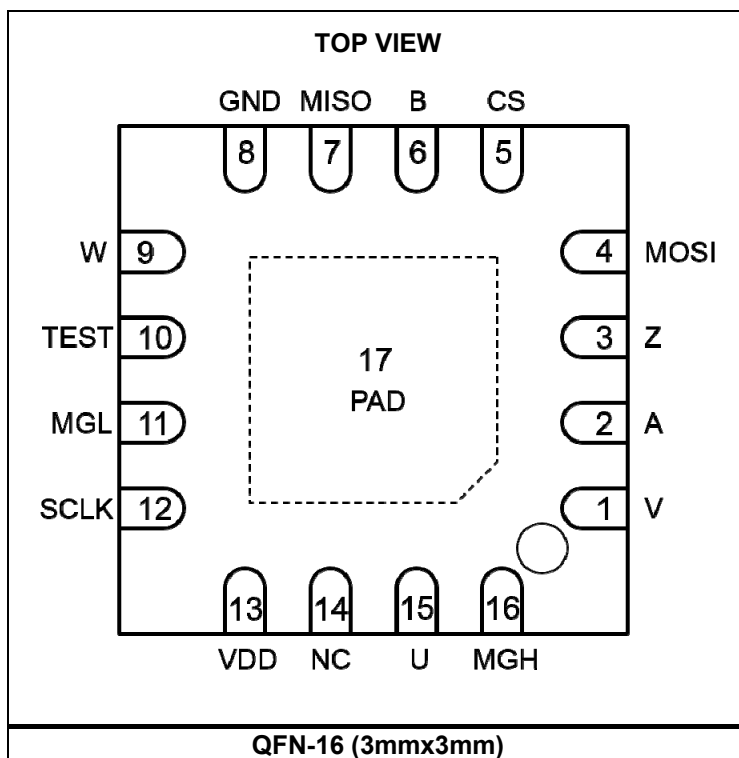 TOP VIEW
GND MISO B CS
8 7 6 5
W 9 4 MOSI
TEST 10 3 Z
17
PAD
MGL 11 2 A
SCLK 12 1 V
13 14 15 16
VDD NC U MGH
QFN-16 (3mmx3mm)